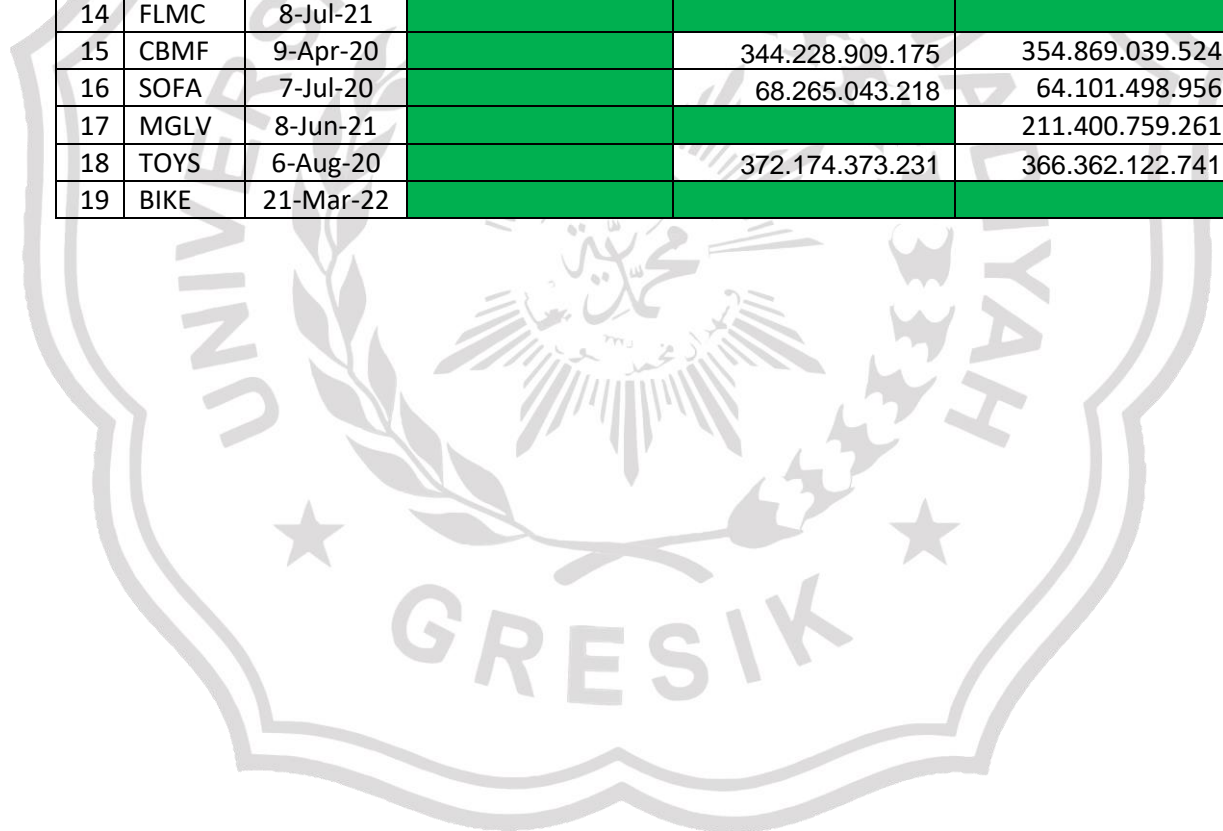 14 FLMC 8-Jul-21
15 CBMF 9-Apr-20 344.228.909.175 354.869.039.524
16 SOFA 7-Jul-20 68.265.043.218 64.101.498.956
17 MGLV 8-Jun-21 211.400.759.261
18 TOYS 6-Aug-20 372.174.373.231 366.362.122.741
19 BIKE 21-Mar-22
GRESIK